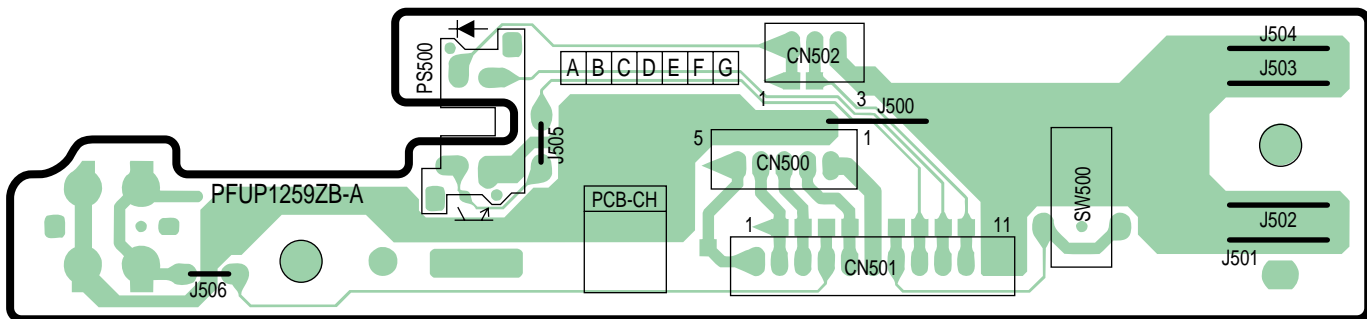 J504
PS500
CN502
A B C D E F G
J503
1 3
J500
5 1
J505
CN500
PFUP1259ZB-A
PCB-CH
SW500
J502
1 11
J501
CN501
J506